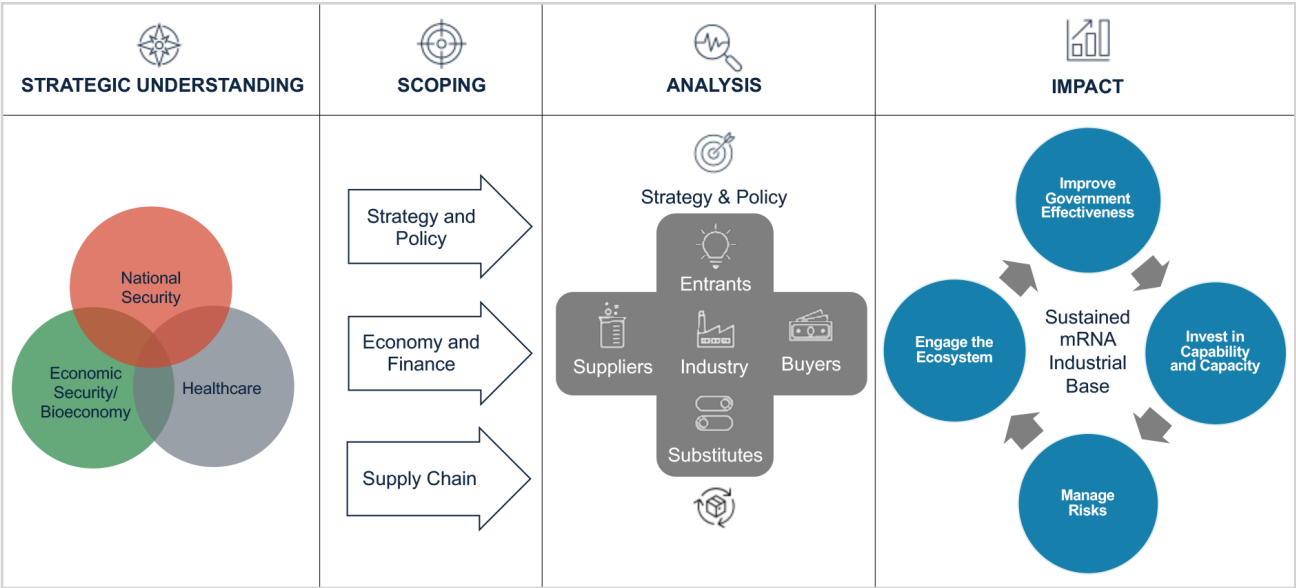 STRATEGIC UNDERSTANDING
SCOPING
ANALYSIS
IMPACT
National
Security
Economic
Security/
Bioeconomy
Healthcare
Strategy and
Policy
Economy and
Finance
Supply Chain
Strategy & Policy
Entrants
Suppliers
Industry
Buyers
Substitutes
Improve
Government
Effectiveness
Engage the
Ecosystem
Sustained
mRNA
Industrial
Base
Invest in
Capability
and Capacity
Manage
Risks